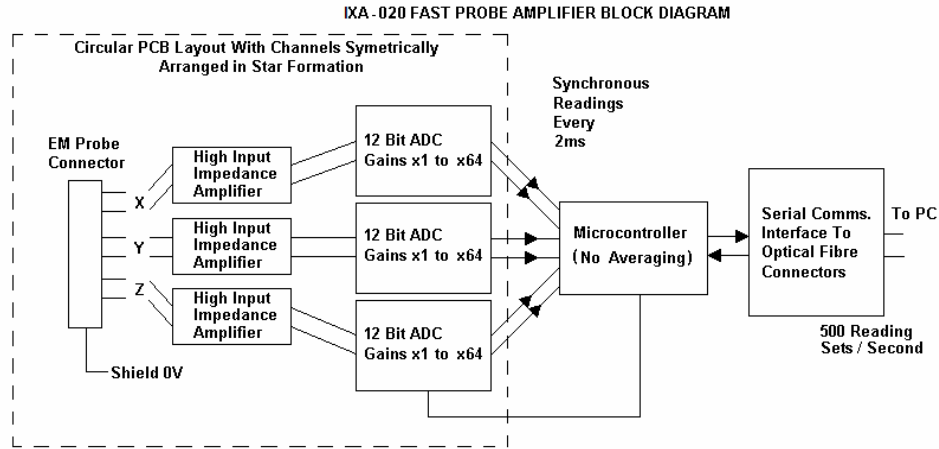 IXA-020 FAST PROBE AMPLIFIER BLOCK DIAGRAM
Circular PCB Layout With Channels Symetrically
Arranged in Star Formation
EM Probe
Connector
X
Y
Z
Shield 0V
High Input
Impedance
Amplifier
High Input
Impedance
Amplifier
High Input
Impedance
Amplifier
12 Bit ADC
Gains x1 to x64
12 Bit ADC
Gains x1 to x64
12 Bit ADC
Gains x1 to x64
Synchronous
Readings
Every
2ms
Microcontroller
(No Averaging)
Serial Comms.
Interface To
Optical Fibre
Connectors
To PC
500 Reading
Sets / Second